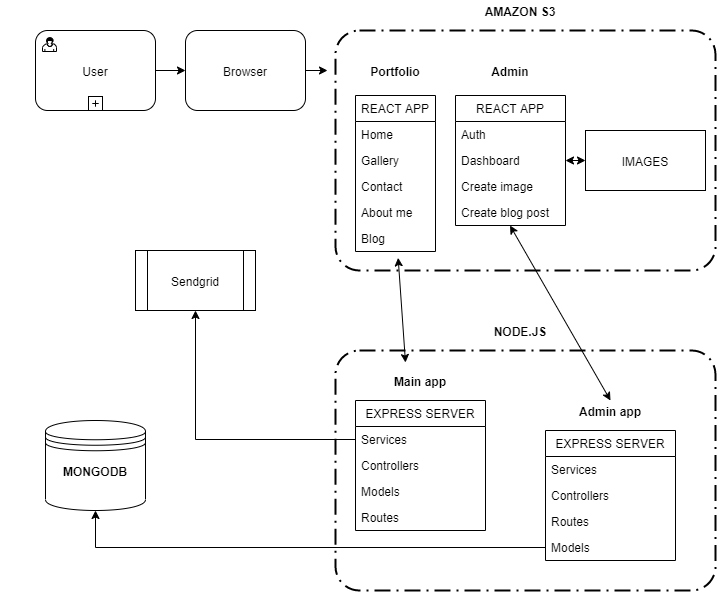 AMAZON S3
User
Browser
Portfolio
Admin
REACT APP
Home
Gallery
Contact
About me
Blog
REACT APP
Auth
Dashboard
Create image
Create blog post
IMAGES
Sendgrid
NODE.JS
Main app
EXPRESS SERVER
Services
Controllers
Models
Routes
Admin app
EXPRESS SERVER
Services
Controllers
Routes
Models
MONGODB